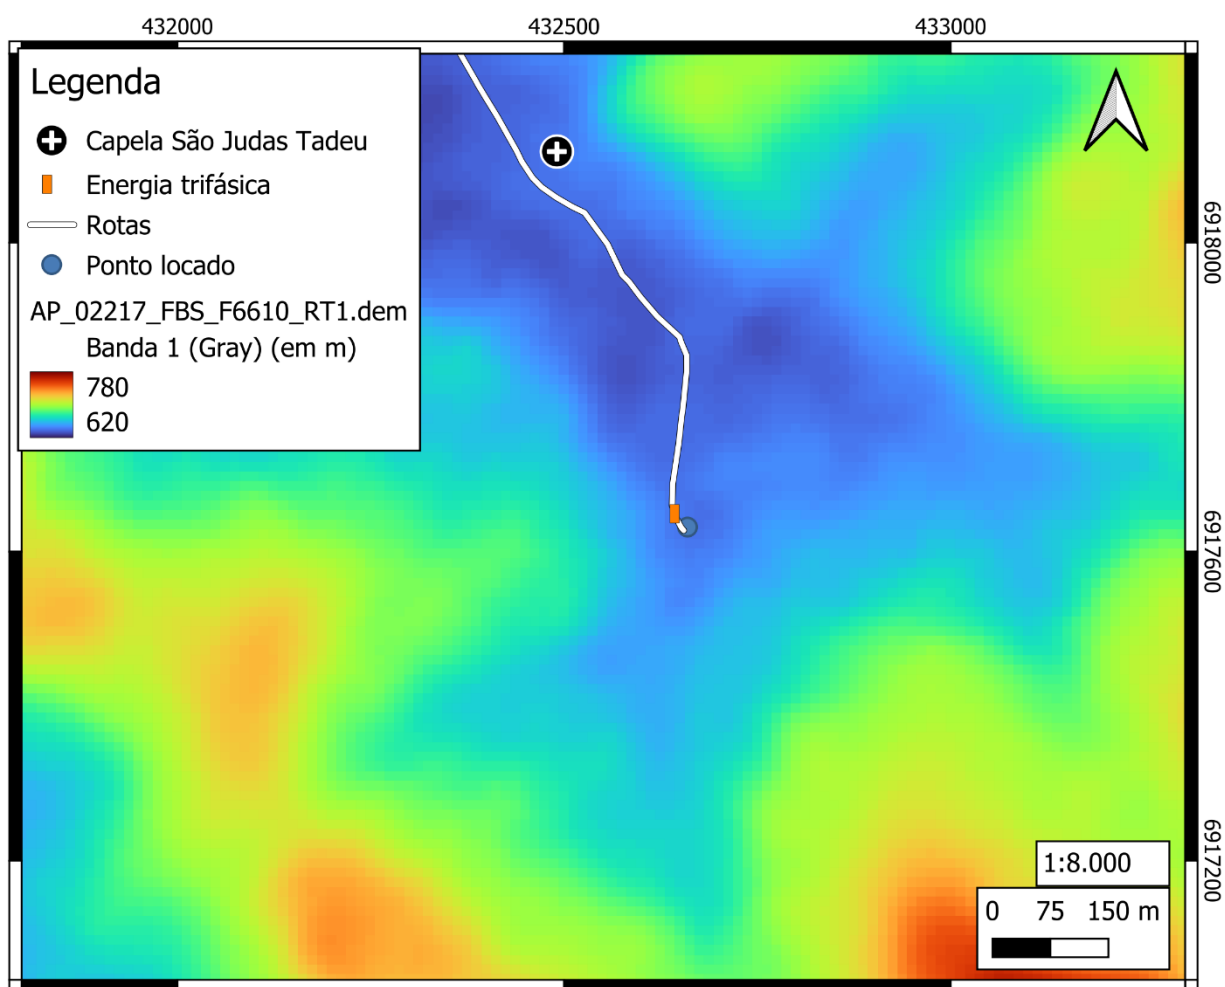 432000
432500
433000
Legenda
Capela São Judas Tadeu
Energia trifásica
Rotas
Ponto locado
AP_02217_FBS_F6610_RT1.dem
Banda 1 (Gray) (em m)
780
620
6918000
6917600
6917200
1:8.000
0 75 150 m